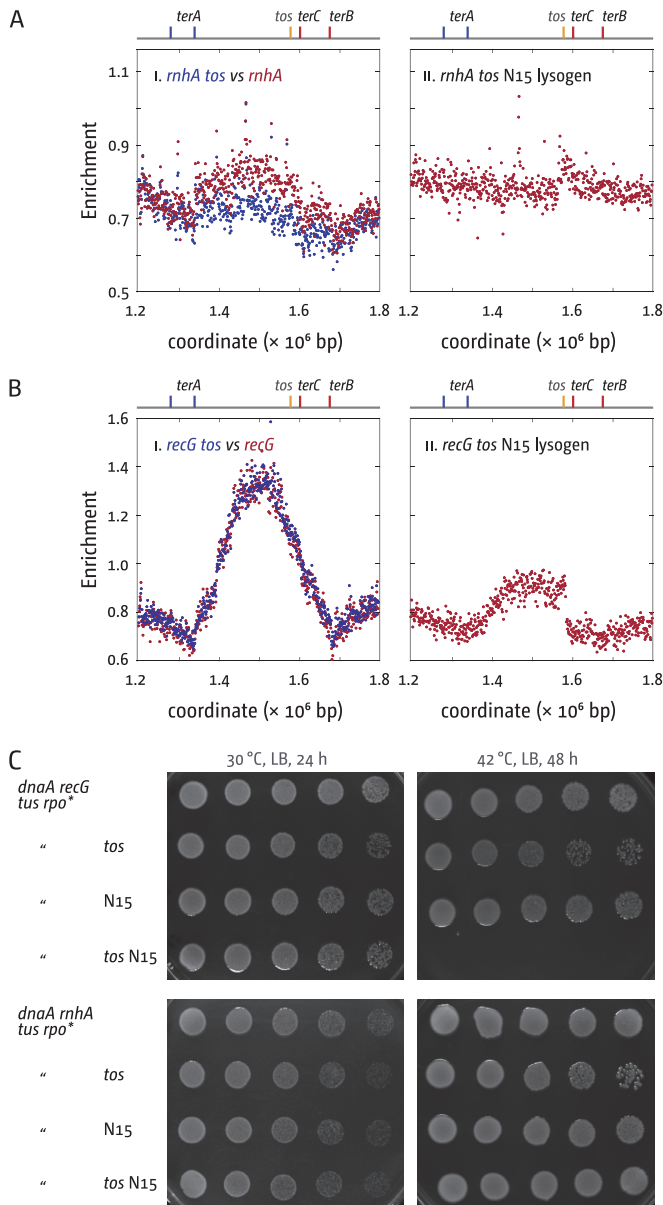 A
terA tos terC terB
I. rnhA tos vs rnhA
II. rnhA tos N15 lysogen
Enrichment
1.1
0.9
0.7
0.5
1.2 1.4 1.6 1.8 1.2 1.4 1.6 1.8
coordinate (× 10⁶ bp) coordinate (× 10⁶ bp)
B
terA tos terC terB terA tos terC terB
I. recG tos vs recG
II. recG tos N15 lysogen
Enrichment
1.6
1.4
1.2
1.0
0.8
0.6
1.2 1.4 1.6 1.8 1.2 1.4 1.6 1.8
coordinate (× 10⁶ bp) coordinate (× 10⁶ bp)
C
30 °C, LB, 24 h 42 °C, LB, 48 h
dnaA recG
tus rpo*
“ tos
“ N15
“ tos N15
dnaA rnhA
tus rpo*
“ tos
“ N15
“ tos N15